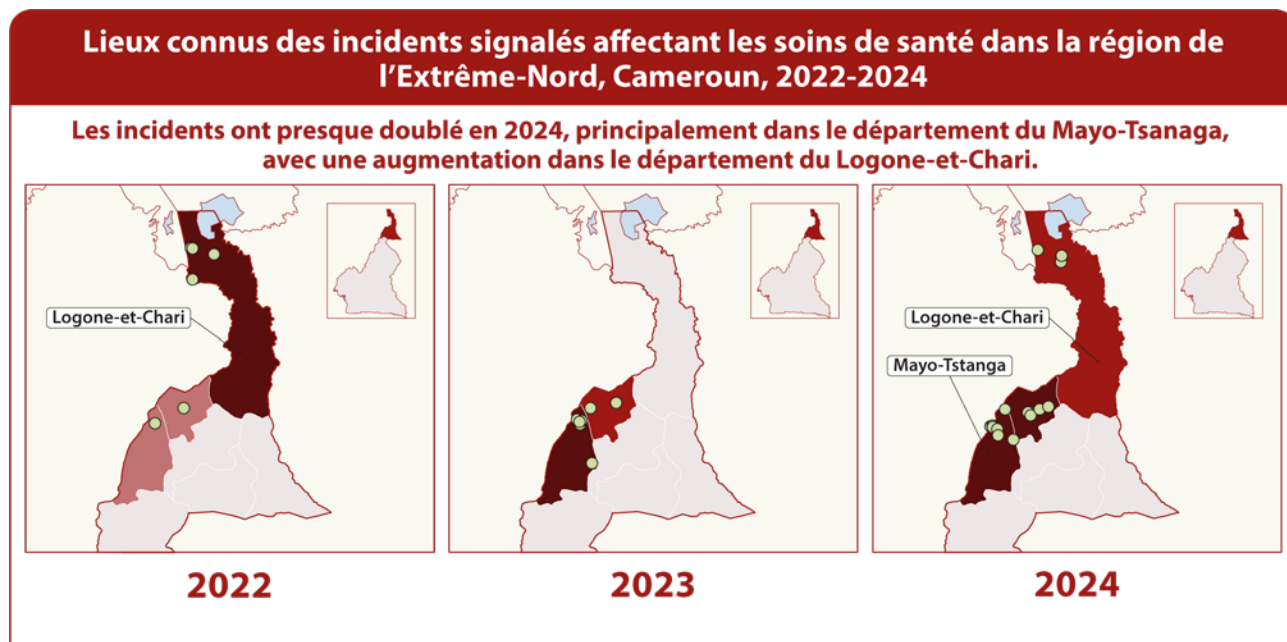 Lieux connus des incidents signalés affectant les soins de santé dans la région de
l'Extrême-Nord, Cameroun, 2022-2024
Les incidents ont presque doublé en 2024, principalement dans le département du Mayo-Tsanaga,
avec une augmentation dans le département du Logone-et-Chari.
Logone-et-Chari
2022
2023
Logone-et-Chari
Mayo-Tstanga
2024